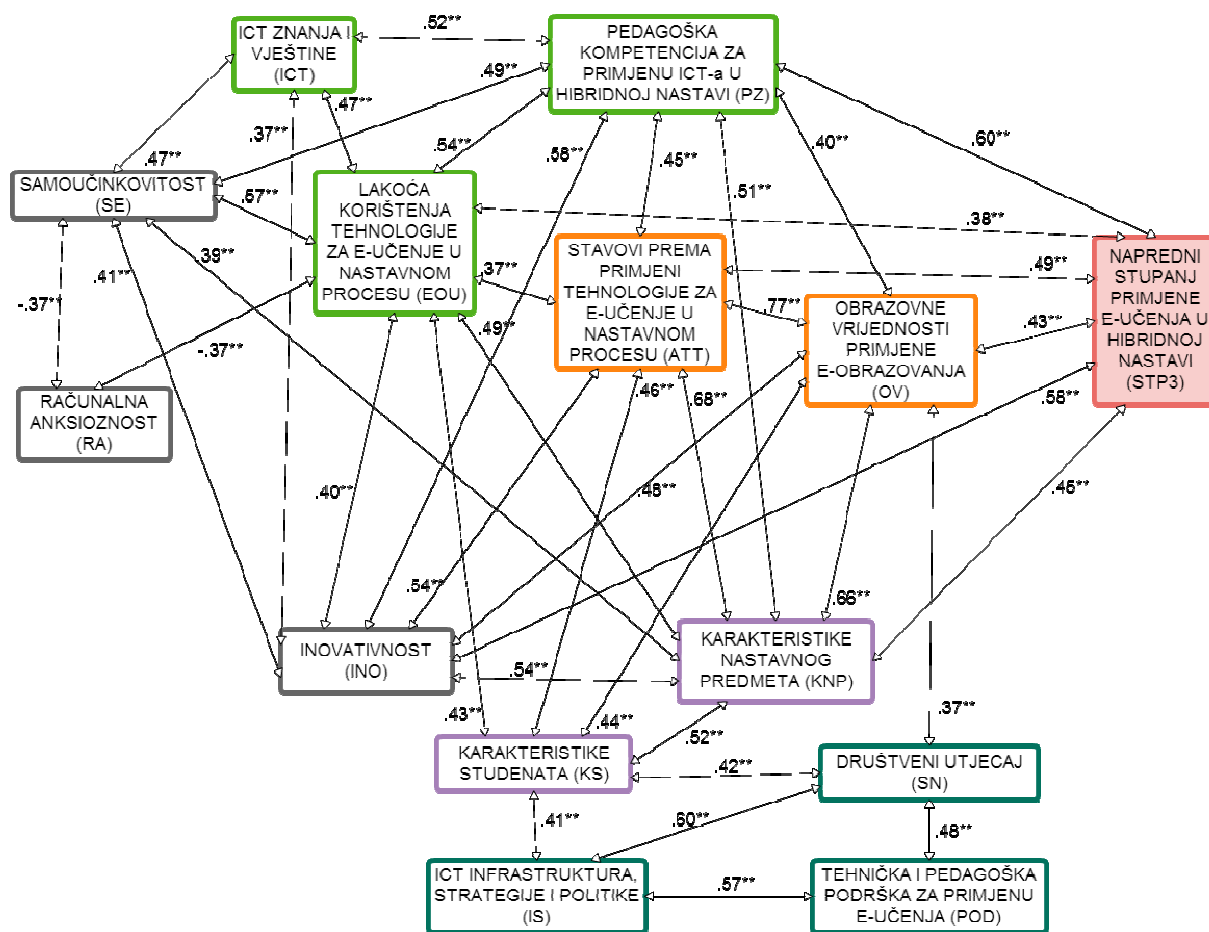 ICT ZNANJA I
VJEŠTINE
(ICT)
.52**
PEDAGOŠKA
KOMPETENCIJA ZA
PRIMJENU ICT-a U
HIBRIDNOJ NASTAVI (PZ)
.49**
.47**
.37**
.54**
.58**
.45**
.40**
.60**
.47**
SAMOUČINKOVITOST
(SE)
.57**
LAKOĆA
KORIŠTENJA
TEHNOLOGIJE
ZA E-UČENJE U
NASTAVNOM
PROCESU (EOU)
.51**
.38**
.39**
.41**
.37**
STAVOVI PREMA
PRIMJENI
TEHNOLOGIJE ZA
E-UČENJE U
NASTAVNOM
PROCESU (ATT)
.49**
NAPREDNI
STUPANJ
PRIMJENE
E-UČENJA U
HIBRIDNOJ
NASTAVI
(STP3)
-.37**
.77**
OBRAZOVNE
VRIJEDNOSTI
PRIMJENE
E-OBRAZOVANJA
(OV)
.43**
.49**
-.37**
.46**
.68**
.58**
RAČUNALNA
ANKSIOZNOST
(RA)
.40**
.48**
.45**
.54**
.66**
INOVATIVNOST
(INO)
.54**
KARAKTERISTIKE
NASTAVNOG
PREDMETA (KNP)
.43**
.44**
.52**
.37**
KARAKTERISTIKE
STUDENATA (KS)
.42**
DRUŠTVENI UTJECAJ
(SN)
.41**
.60**
.48**
ICT INFRASTRUKTURA,
STRATEGIJE I POLITIKE
(IS)
.57**
TEHNIČKA I PEDAGOŠKA
PODRŠKA ZA PRIMJENU
E-UČENJA (POD)